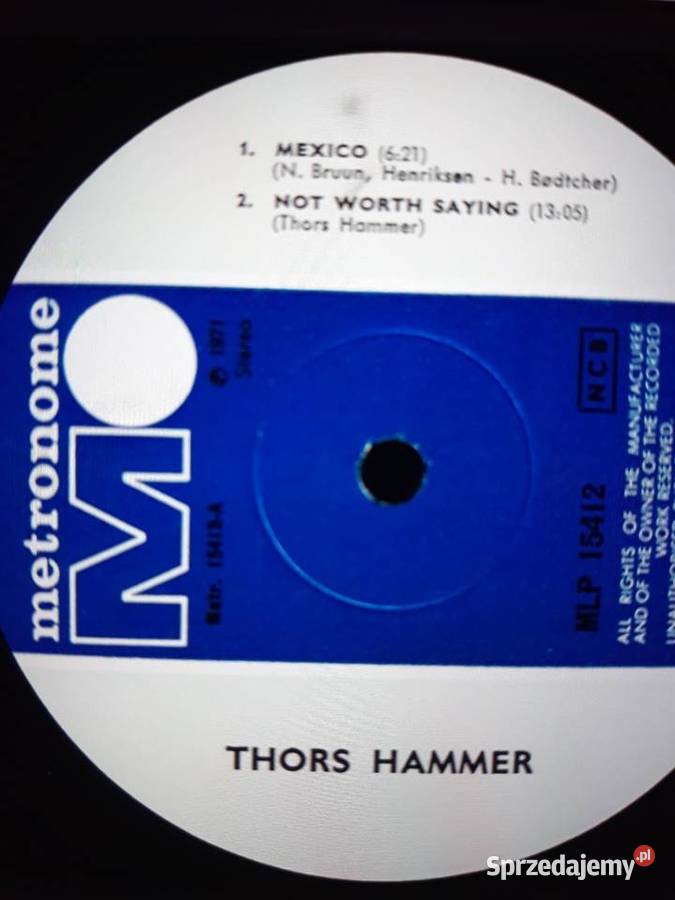 1. MEXICO (6:21)
(N. Bruun, Henriksen - H. Bødtcher)
2. NOT WORTH SAYING (13:05)
(Thors Hammer)
metronome
M
℗ 1971
Stereo
Matr. 15412-A
NCB
MLP 15412
ALL RIGHTS OF THE MANUFACTURER
AND OF THE OWNER OF THE RECORDED
WORK RESERVED.
THORS HAMMER
Sprzedajemy.pl